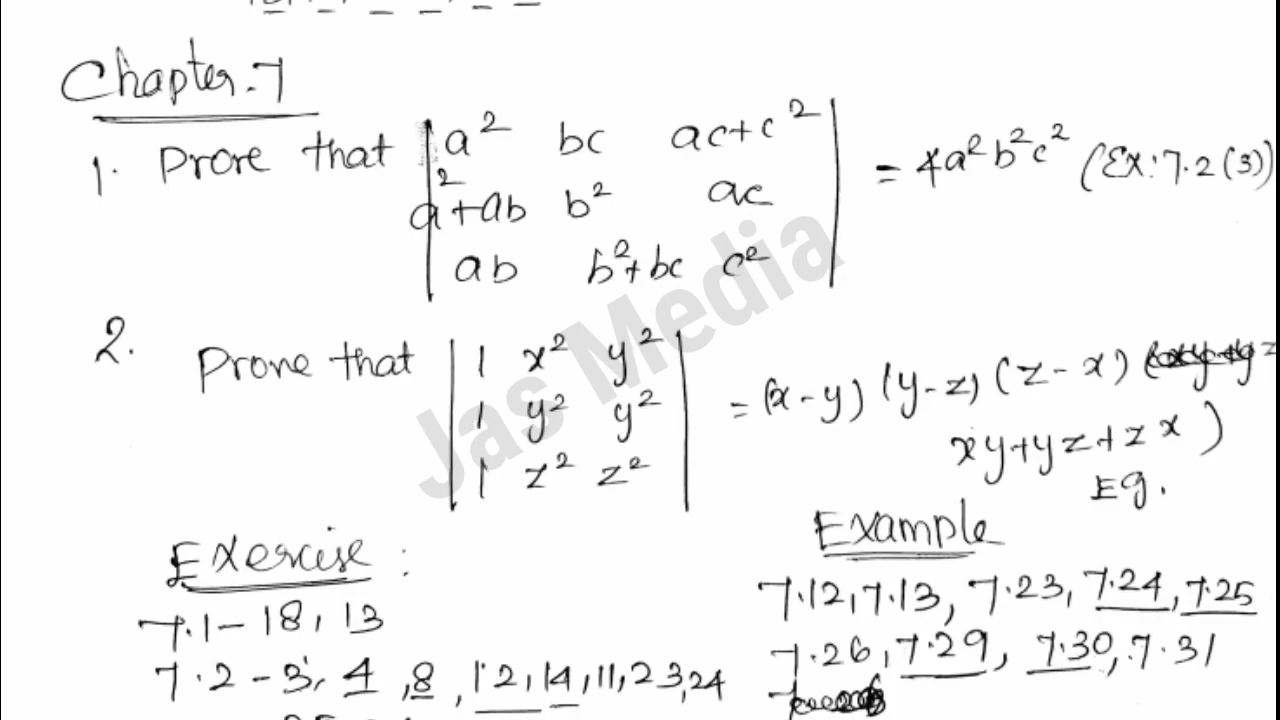 Chapter.7
1. Prove that | a² bc ac+c² | = 4a²b²c² (Ex:7.2(3))
| a²+ab b² ac |
| ab b²+bc c² |
2. Prove that | 1 x² y² | = (x-y) (y-z) (z-x)
| 1 y² y² | xy+yz+zx)
| 1 z² z² | Eg.
Jas Media
Exercise : Example
7.1 - 18, 13 7.12, 7.13, 7.23, 7.24, 7.25
7.2 - 3, 4, 8, 12, 14, 11, 23, 24 7.26, 7.29, 7.30, 7.31